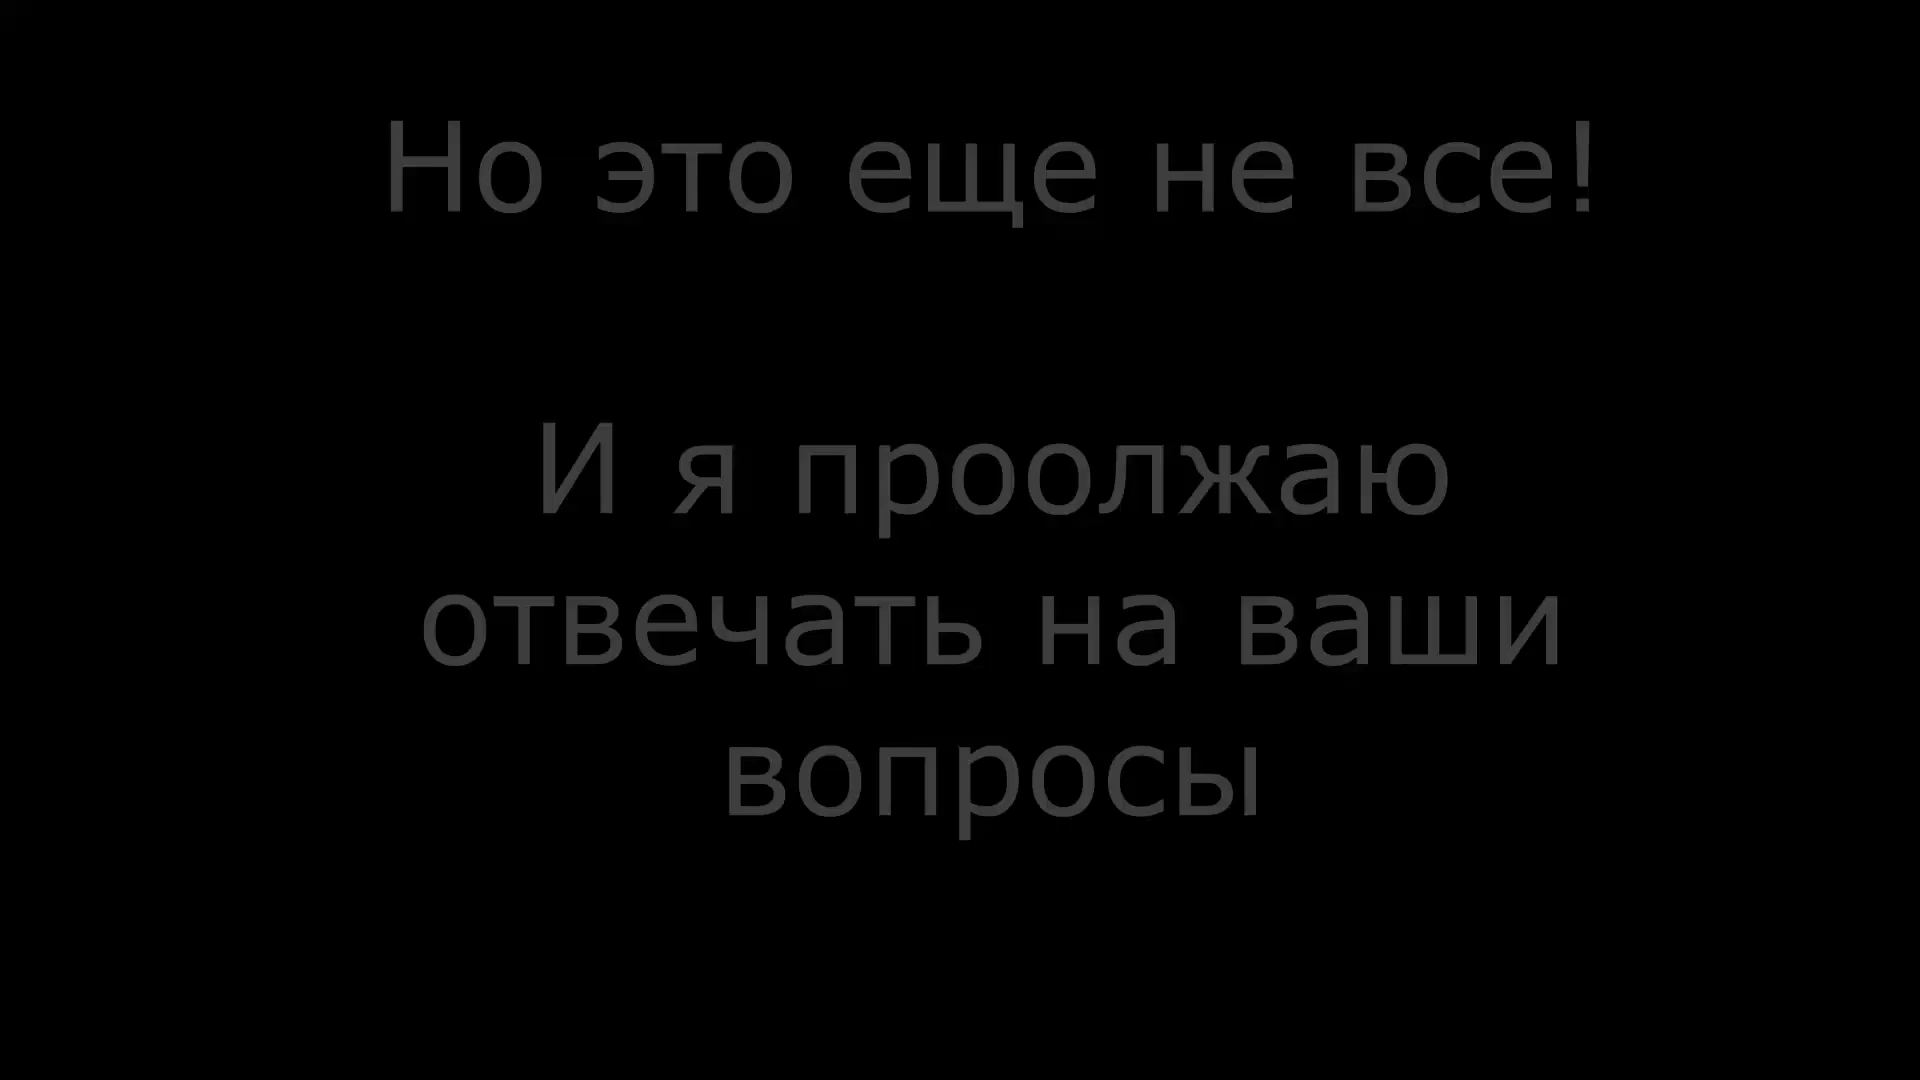 Но это еще не все!
И я проолжаю
отвечать на ваши
вопросы